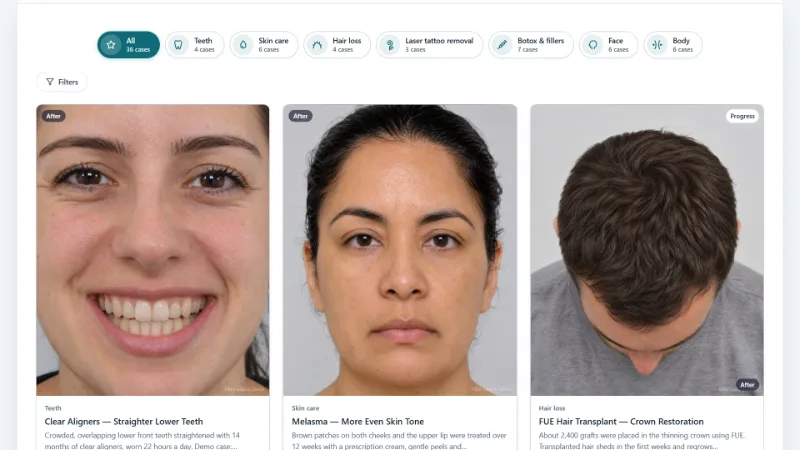 All
36 cases
Teeth
4 cases
Skin care
6 cases
Hair loss
4 cases
Laser tattoo removal
3 cases
Botox & fillers
7 cases
Face
6 cases
Body
6 cases
Filters
After
After
Progress
After
Teeth
Clear Aligners — Straighter Lower Teeth
Crowded, overlapping lower front teeth straightened with 14
months of clear aligners, worn 22 hours a day. Demo case:...
Skin care
Melasma — More Even Skin Tone
Brown patches on both cheeks and the upper lip were treated over
12 weeks with a prescription cream, gentle peels and...
Hair loss
FUE Hair Transplant — Crown Restoration
About 2,400 grafts were placed in the thinning crown using FUE.
Transplanted hair sheds in the first weeks and regrows...